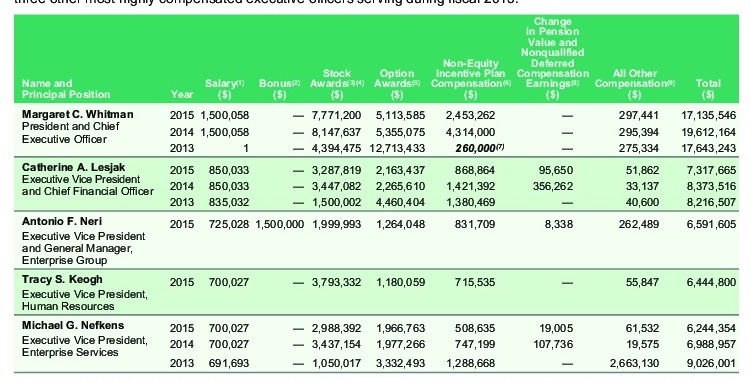 three other most highly compensated executive officers serving during fiscal 2015.
Change
in Pension
Value and
Nonqualified
Deferred
Compensation
Earnings(8)
($)
Non-Equity
Incentive Plan
Compensation(6)
($)
Name and
Principal Position
Year
Salary(1)
($)
Bonus(2)
($)
Stock
Awards(3)(4)
($)
Option
Awards(5)
($)
All Other
Compensation(9)
($)
Total
($)
Margaret C. Whitman
President and Chief
Executive Officer
2015 1,500,058 — 7,771,200 5,113,585 2,453,262 — 297,441 17,135,546
2014 1,500,058 — 8,147,637 5,355,075 4,314,000 — 295,394 19,612,164
2013 1 — 4,394,475 12,713,433 260,000(7) — 275,334 17,643,243
Catherine A. Lesjak
Executive Vice President
and Chief Financial Officer
2015 850,033 — 3,287,819 2,163,437 868,864 95,650 51,862 7,317,665
2014 850,033 — 3,447,082 2,265,610 1,421,392 356,262 33,137 8,373,516
2013 835,032 — 1,500,002 4,460,404 1,380,469 — 40,600 8,216,507
Antonio F. Neri
Executive Vice President
and General Manager,
Enterprise Group
2015 725,028 1,500,000 1,999,993 1,264,048 831,709 8,338 262,489 6,591,605
Tracy S. Keogh
Executive Vice President,
Human Resources
2015 700,027 — 3,793,332 1,180,059 715,535 — 55,847 6,444,800
Michael G. Nefkens
Executive Vice President,
Enterprise Services
2015 700,027 — 2,988,392 1,966,763 508,635 19,005 61,532 6,244,354
2014 700,027 — 3,437,154 1,977,266 747,199 107,736 19,575 6,988,957
2013 691,693 — 1,050,017 3,332,493 1,288,668 — 2,663,130 9,026,001